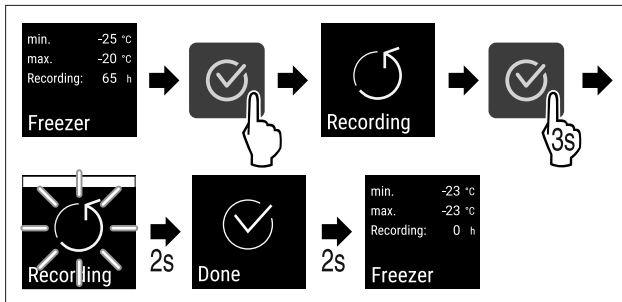 min. -25 °C
max. -20 °C
Recording: 65 h
Freezer
Recording
3s
Recording
2s
Done
2s
min. -23 °C
max. -23 °C
Recording: 0 h
Freezer